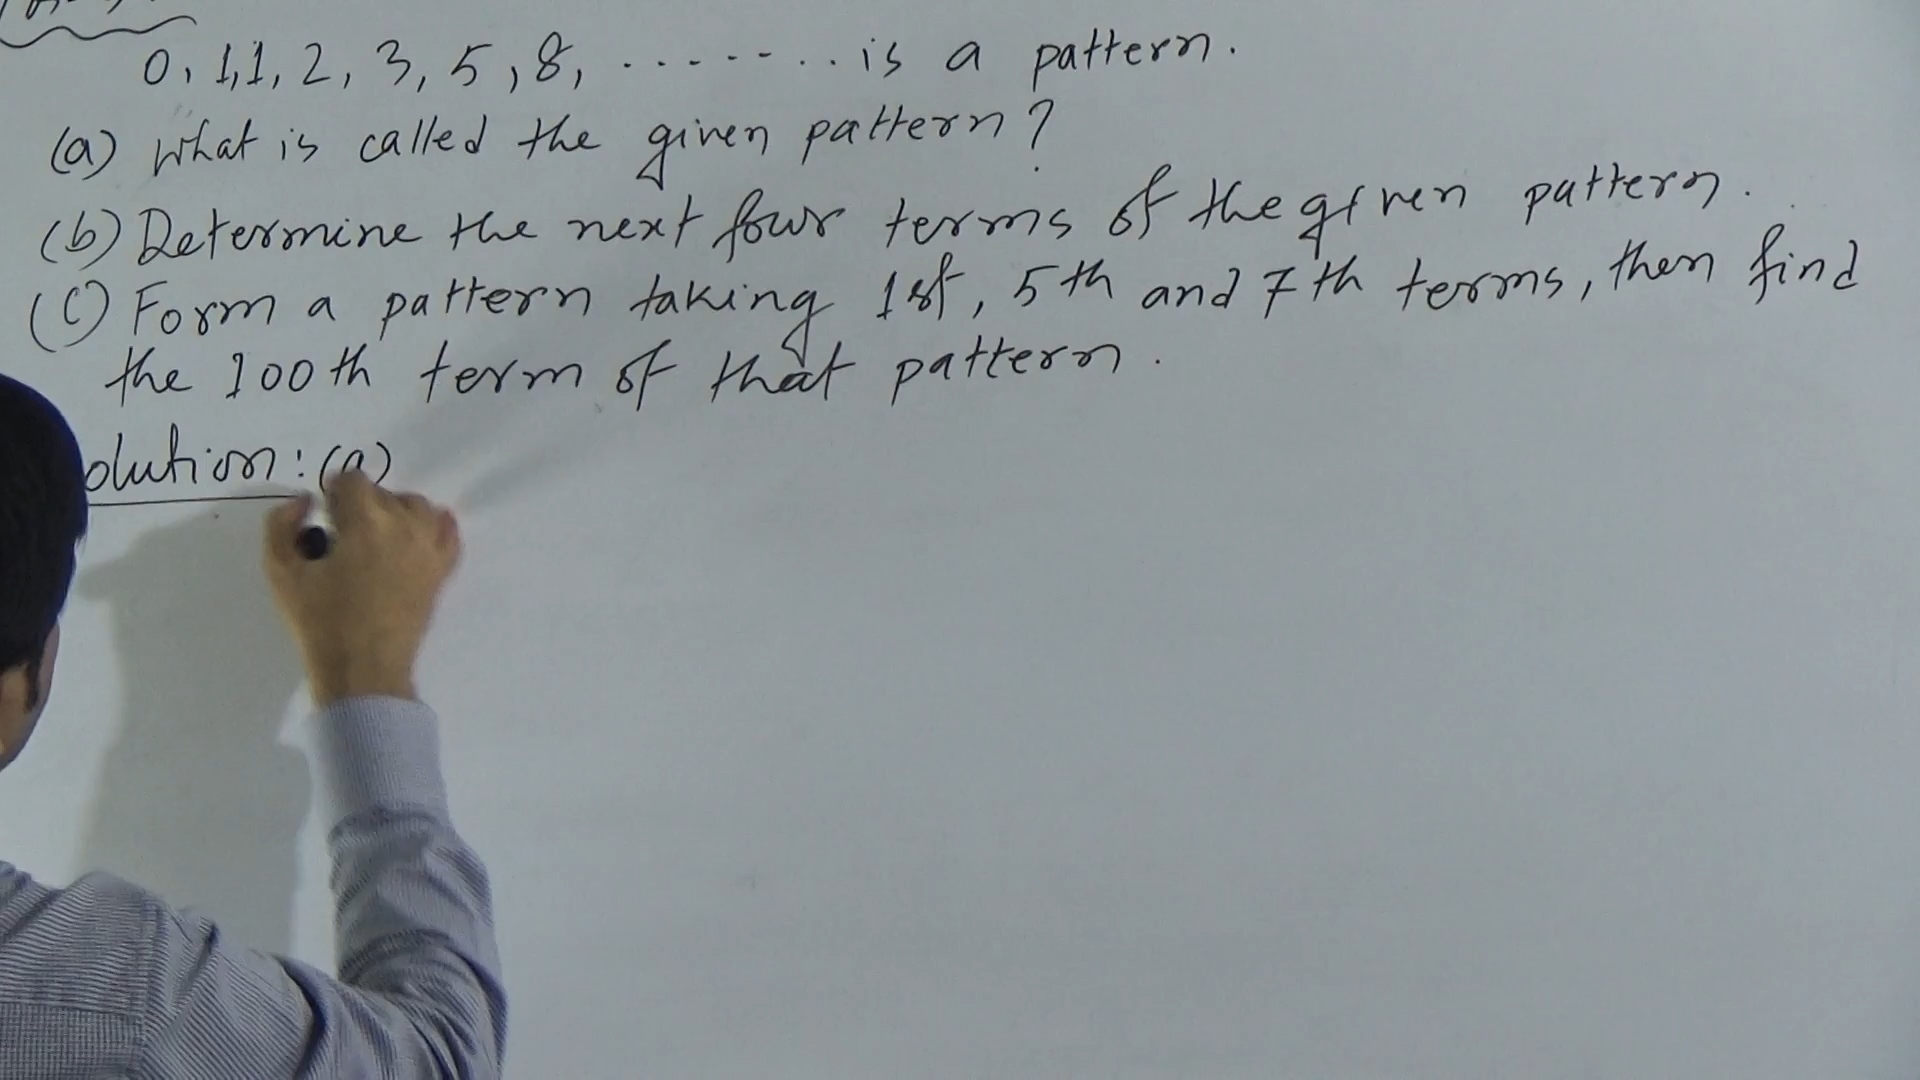 0, 1, 1, 2, 3, 5, 8, ........ is a pattern.
(a) What is called the given pattern?
(b) Determine the next four terms of the given pattern.
(c) Form a pattern taking 1st, 5th and 7th terms, then find
the 100th term of that pattern.
olution: (a)